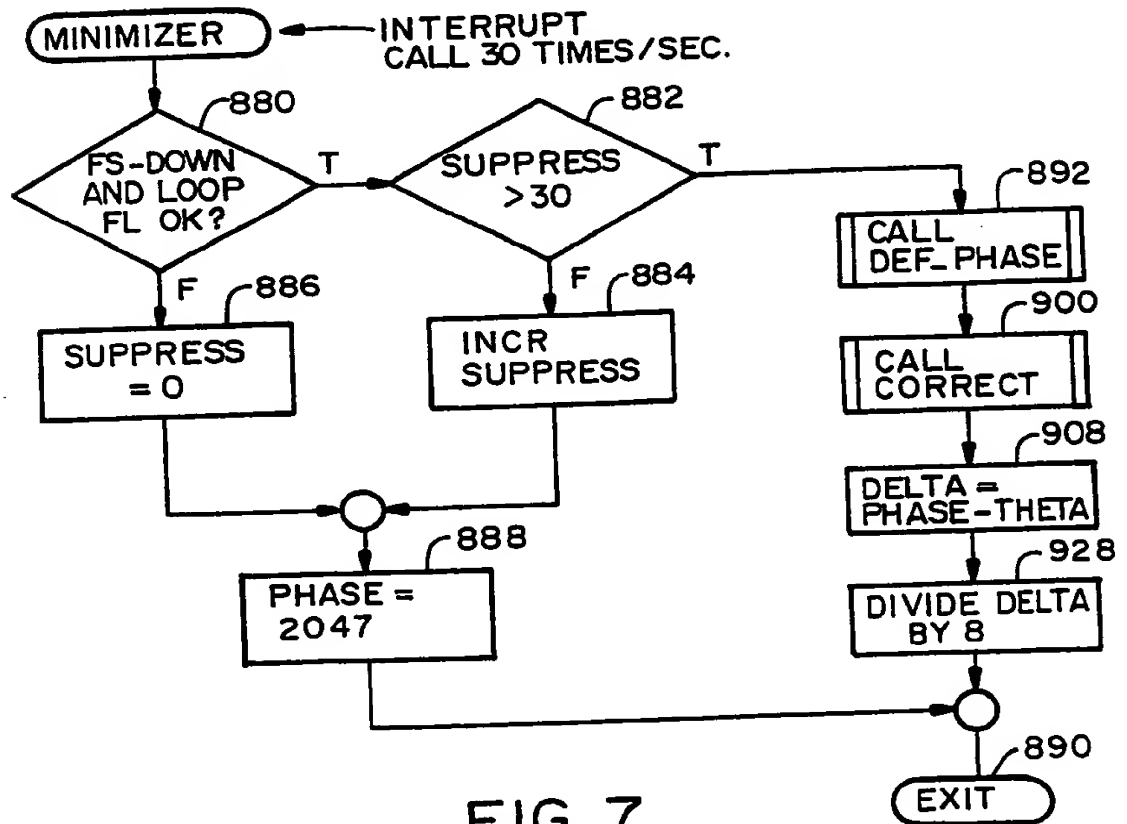 MINIMIZER
INTERRUPT
CALL 30 TIMES/SEC.
880
FS-DOWN
AND LOOP
FL OK?
T
F
882
SUPPRESS
>30
T
F
892
CALL
DEF_PHASE
886
SUPPRESS
= 0
884
INCR
SUPPRESS
900
CALL
CORRECT
908
DELTA =
PHASE-THETA
888
PHASE =
2047
928
DIVIDE DELTA
BY 8
890
EXIT
FIG. 7